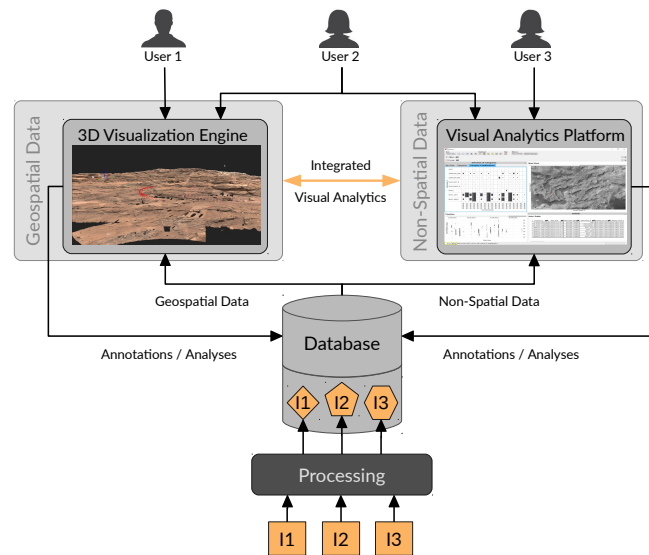 User 1
User 2
User 3
Geospatial Data
3D Visualization Engine
Integrated
Visual Analytics
Non-Spatial Data
Visual Analytics Platform
Geospatial Data
Non-Spatial Data
Annotations / Analyses
Database
Annotations / Analyses
I1
I2
I3
Processing
I1
I2
I3